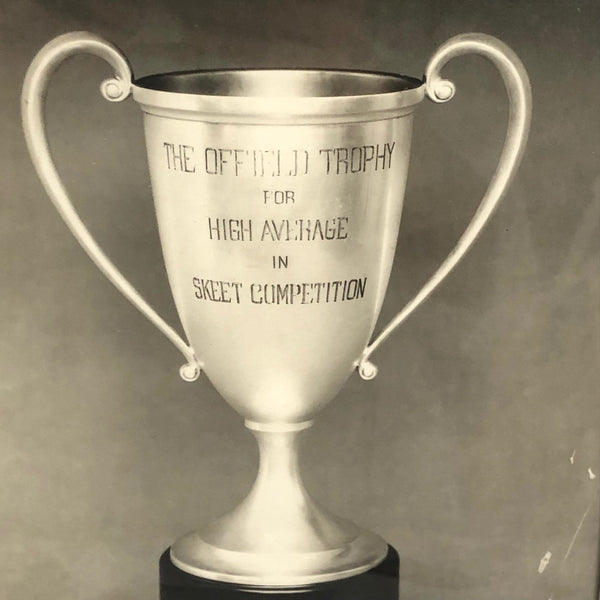 THE OFFIELD TROPHY
FOR
HIGH AVERAGE
IN
SKEET COMPETITION